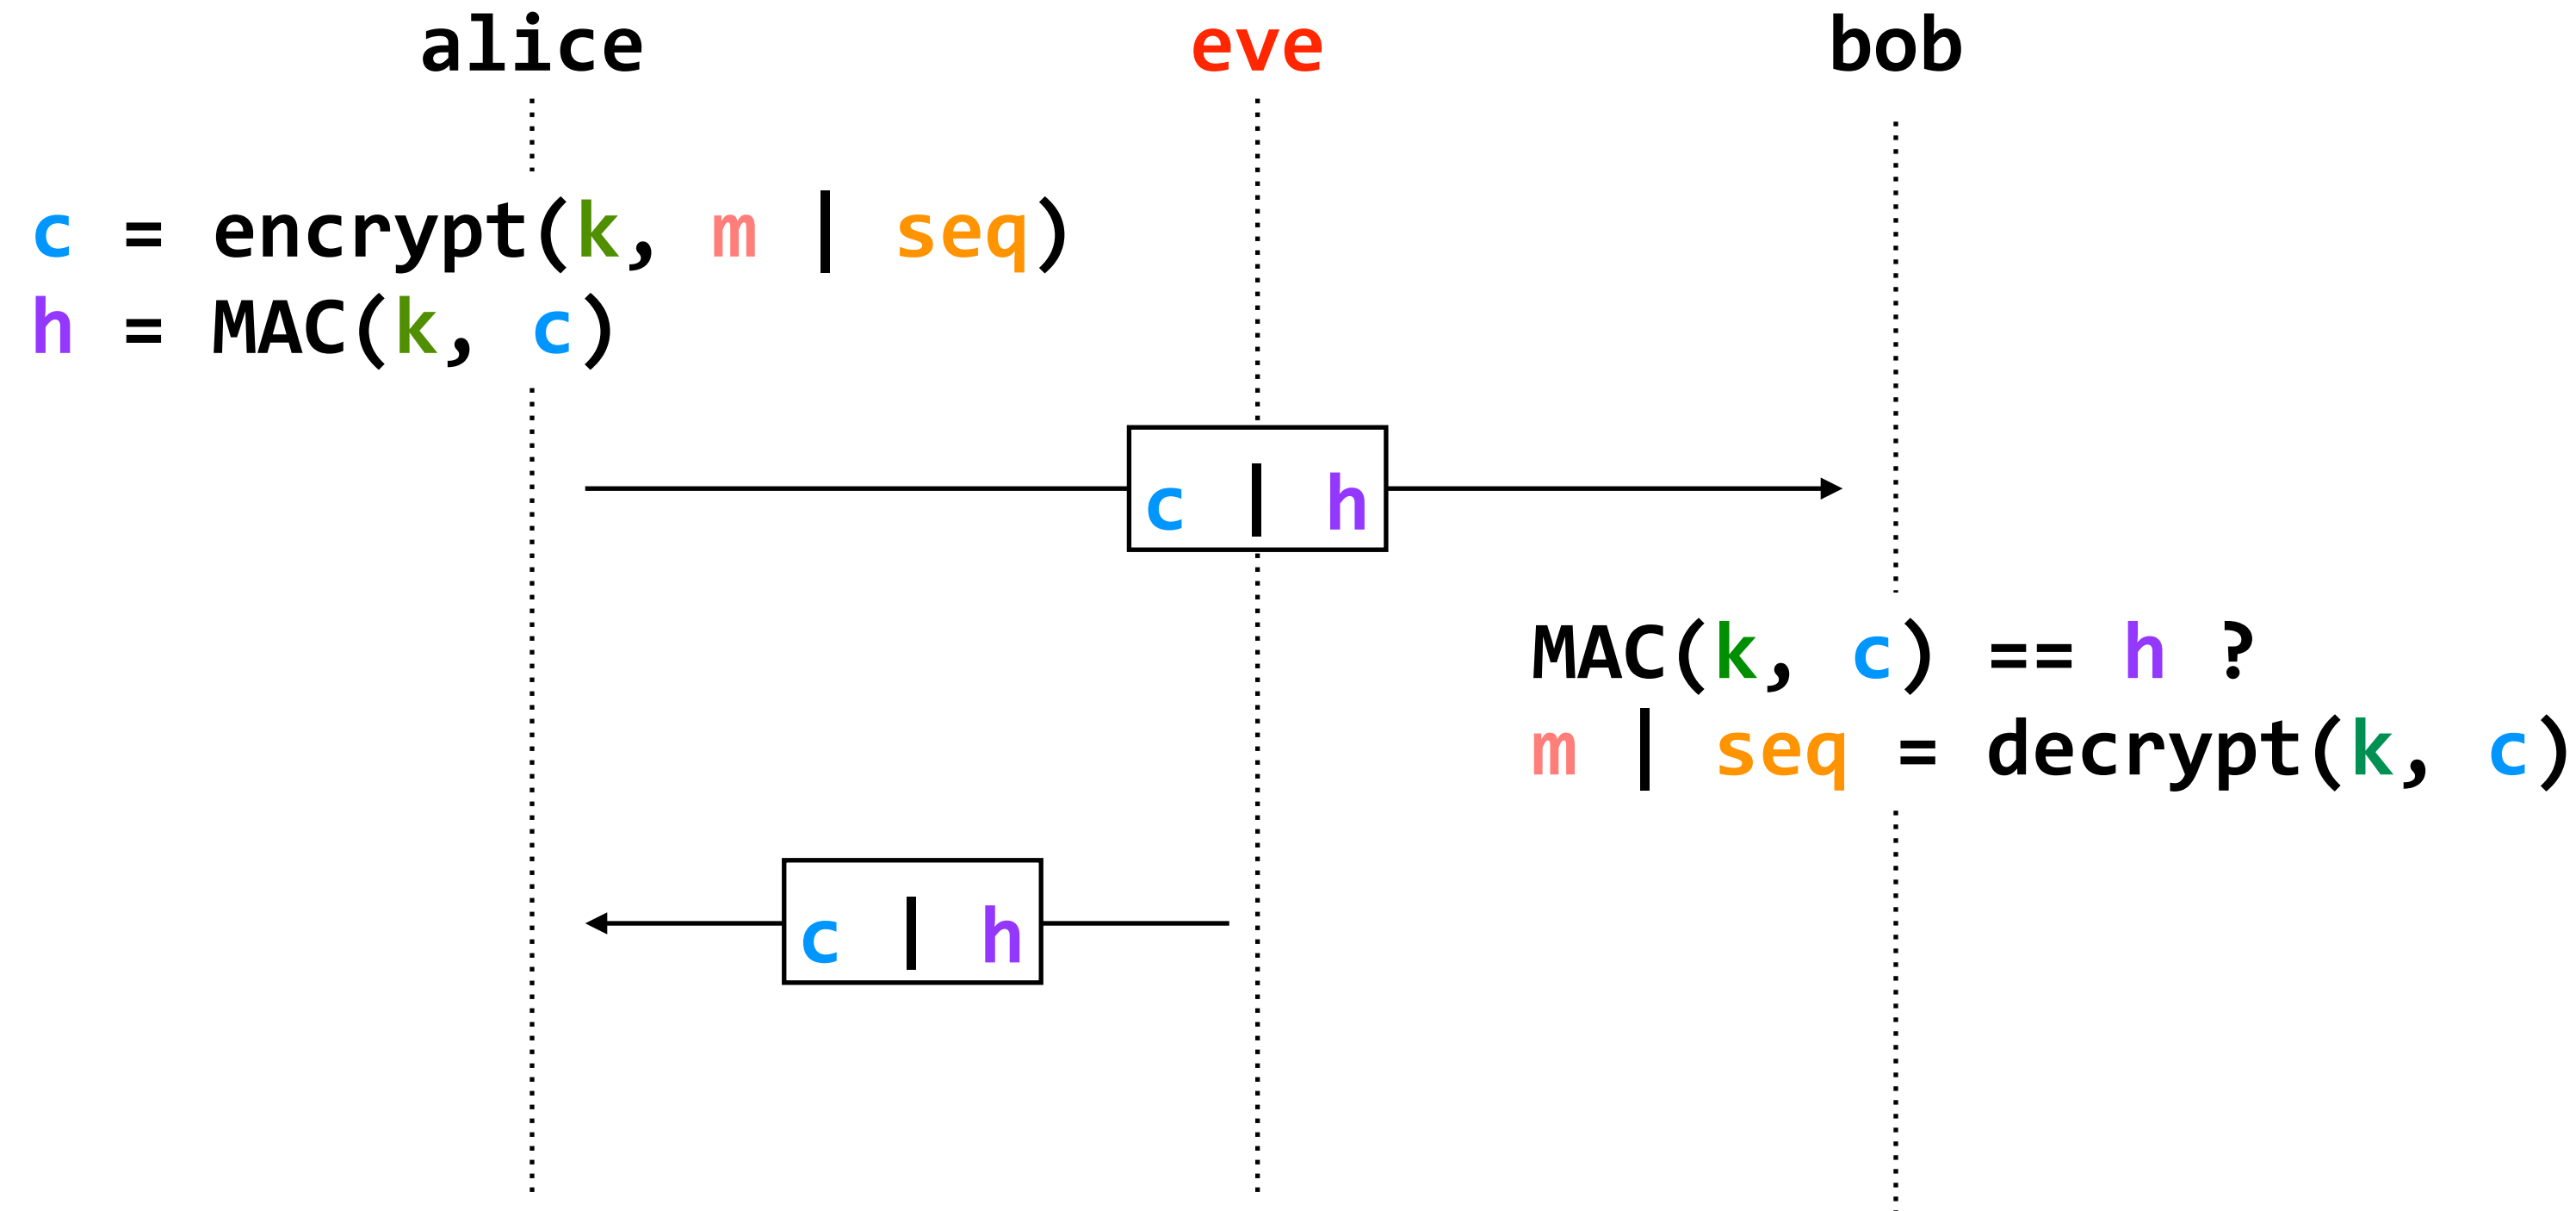 alice eve bob
c = encrypt(k, m | seq)
h = MAC(k, c)
c | h
MAC(k, c) == h ?
m | seq = decrypt(k, c)
c | h